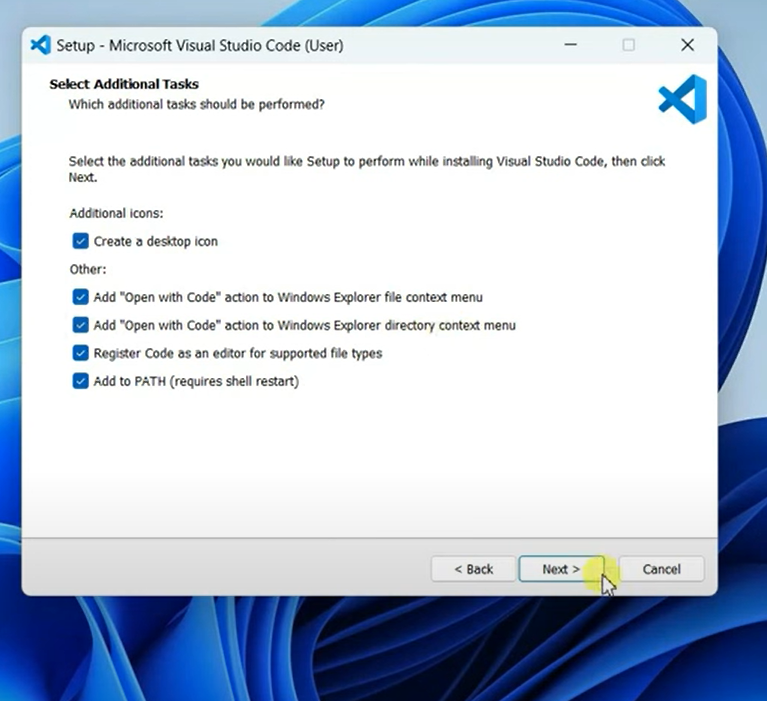 Setup - Microsoft Visual Studio Code (User)
Select Additional Tasks
Which additional tasks should be performed?
Select the additional tasks you would like Setup to perform while installing Visual Studio Code, then click
Next.
Additional icons:
Create a desktop icon
Other:
Add "Open with Code" action to Windows Explorer file context menu
Add "Open with Code" action to Windows Explorer directory context menu
Register Code as an editor for supported file types
Add to PATH (requires shell restart)
< Back Next > Cancel